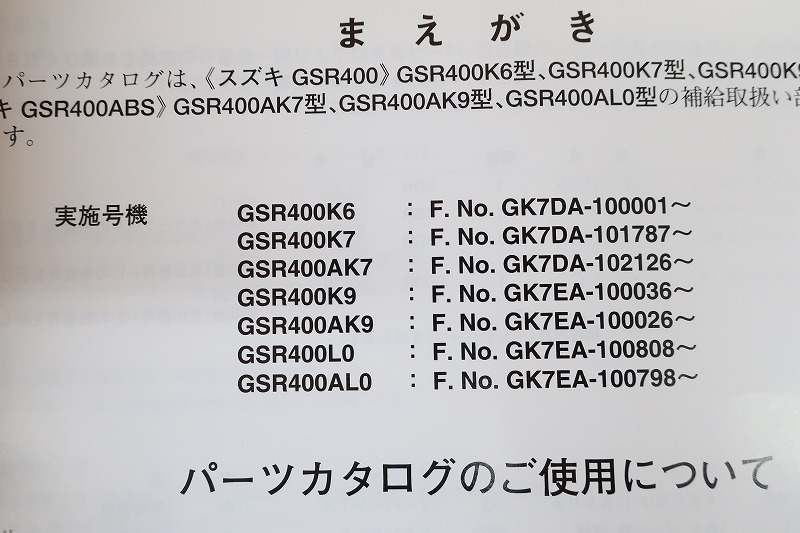 まえがき
パーツカタログは、《スズキ GSR400》GSR400K6型、GSR400K7型、GSR400K9
キ GSR400ABS》GSR400AK7型、GSR400AK9型、GSR400AL0型の補給取扱い部
す。
実施号機 GSR400K6 : F. No. GK7DA-100001〜
GSR400K7 : F. No. GK7DA-101787〜
GSR400AK7 : F. No. GK7DA-102126〜
GSR400K9 : F. No. GK7EA-100036〜
GSR400AK9 : F. No. GK7EA-100026〜
GSR400L0 : F. No. GK7EA-100808〜
GSR400AL0 : F. No. GK7EA-100798〜
パーツカタログのご使用について